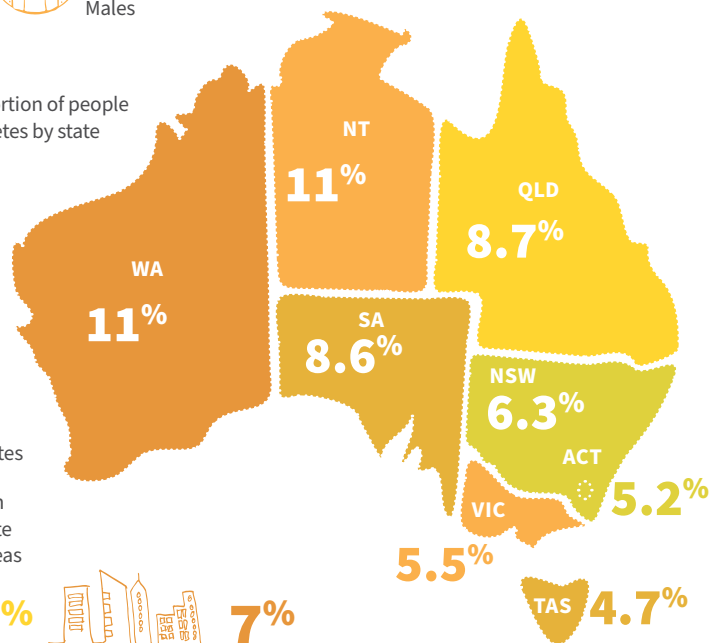 Males
rtion of people
etes by state
NT
11%
QLD
8.7%
WA
11%
SA
8.6%
NSW
6.3%
ACT
5.2%
VIC
5.5%
TAS
4.7%
tes
n
te
eas
%
7%